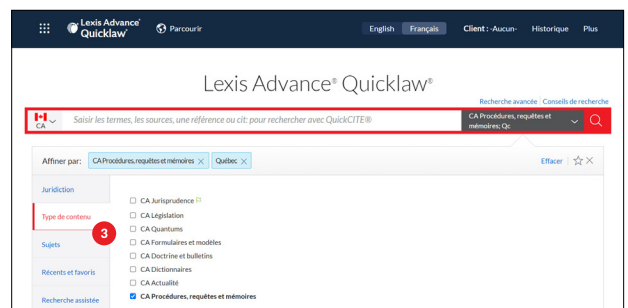 Lexis Advance® Quicklaw® Parcourir English Français Client : -Aucun- Historique Plus
Lexis Advance® Quicklaw®
Recherche avancée Conseils de recherche
CA Saisir les termes, les sources, une référence ou cit: pour rechercher avec QuickCITE® CA Procédures, requêtes et
mémoires; Qc
Affiner par: CA Procédures, requêtes et mémoires × Québec × Effacer
Juridiction
CA Jurisprudence
Type de contenu
CA Législation
3
CA Quantums
Sujets
CA Formulaires et modèles
CA Doctrine et bulletins
Récents et favoris
CA Dictionnaires
CA Actualité
Recherche assistée
CA Procédures, requêtes et mémoires